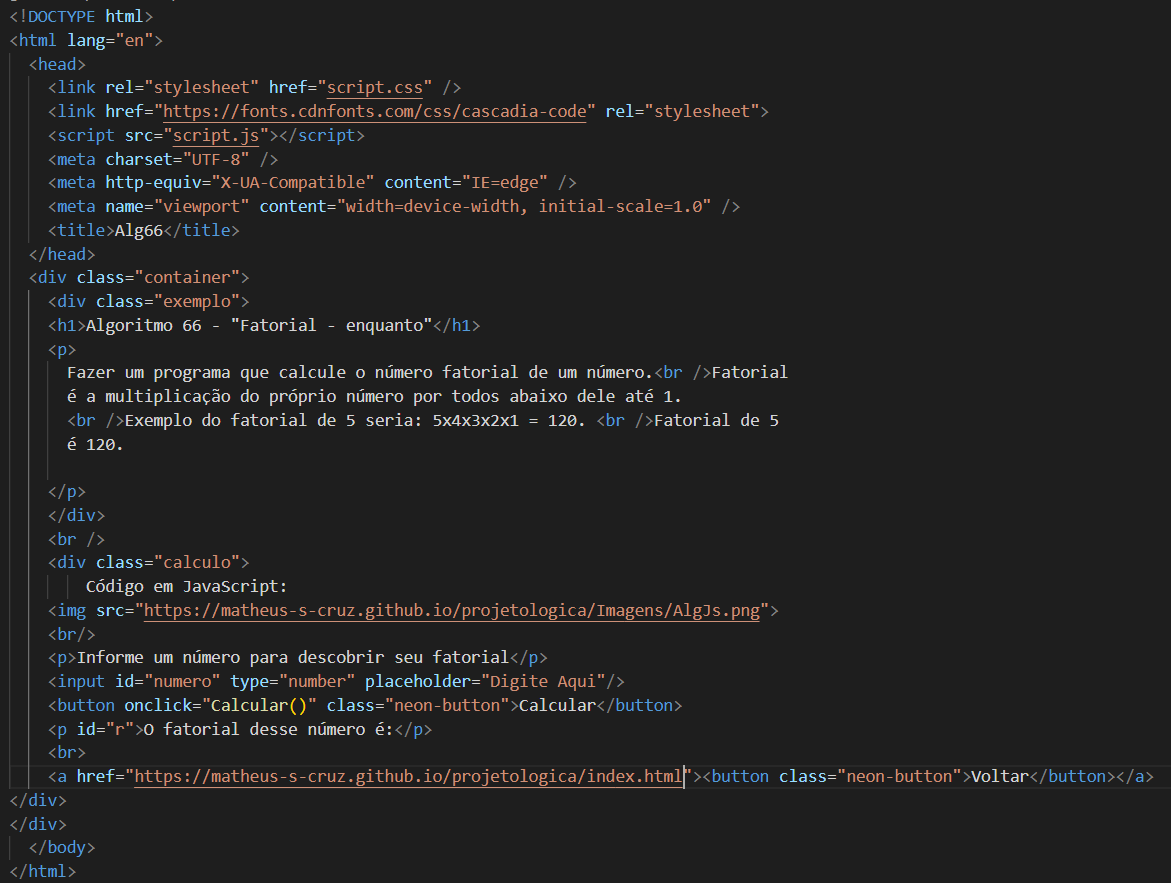 <!DOCTYPE html>
<html lang="en">
<head>
<link rel="stylesheet" href="script.css" />
<link href="https://fonts.cdnfonts.com/css/cascadia-code" rel="stylesheet">
<script src="script.js"></script>
<meta charset="UTF-8" />
<meta http-equiv="X-UA-Compatible" content="IE=edge" />
<meta name="viewport" content="width=device-width, initial-scale=1.0" />
<title>Alg66</title>
</head>
<div class="container">
<div class="exemplo">
<h1>Algoritmo 66 - "Fatorial - enquanto"</h1>
<p>
Fazer um programa que calcule o número fatorial de um número.<br />Fatorial
é a multiplicação do próprio número por todos abaixo dele até 1.
<br />Exemplo do fatorial de 5 seria: 5x4x3x2x1 = 120. <br />Fatorial de 5
é 120.
</p>
</div>
<br />
<div class="calculo">
Código em JavaScript:
<img src="https://matheus-s-cruz.github.io/projetologica/Imagens/AlgJs.png">
<br/>
<p>Informe um número para descobrir seu fatorial</p>
<input id="numero" type="number" placeholder="Digite Aqui"/>
<button onclick="Calcular()" class="neon-button">Calcular</button>
<p id="r">O fatorial desse número é:</p>
<br>
<a href="https://matheus-s-cruz.github.io/projetologica/index.html"><button class="neon-button">Voltar</button></a>
</div>
</div>
</body>
</html>